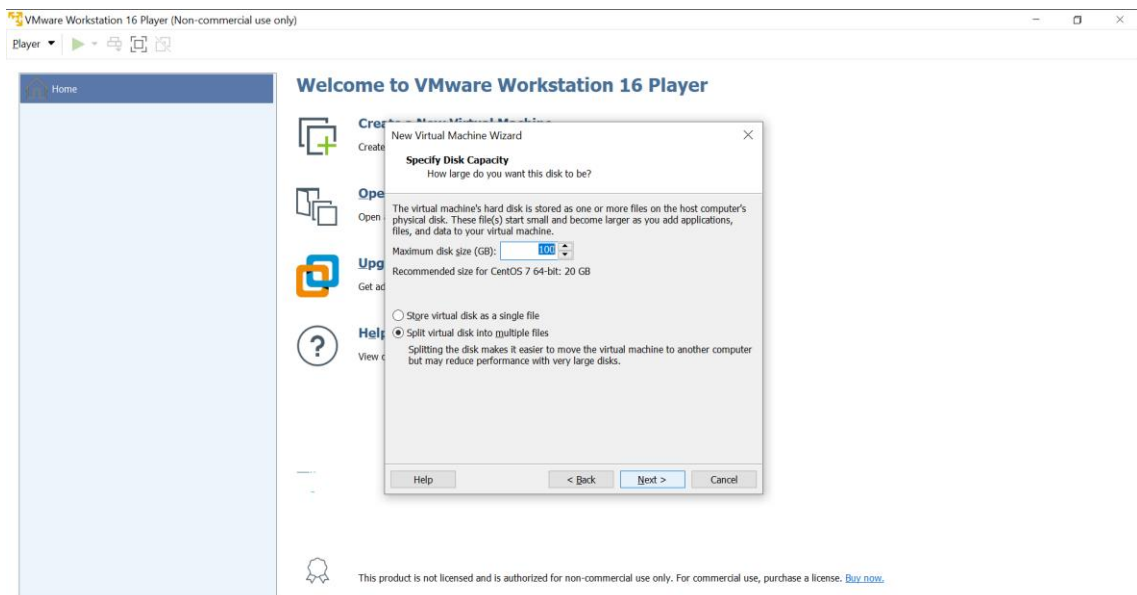 VMware Workstation 16 Player (Non-commercial use only)
Player
Home
Welcome to VMware Workstation 16 Player
Create
Ope
Open
Upg
Get ad
Help
View
New Virtual Machine Wizard
Specify Disk Capacity
How large do you want this disk to be?
The virtual machine's hard disk is stored as one or more files on the host computer's
physical disk. These file(s) start small and become larger as you add applications,
files, and data to your virtual machine.
Maximum disk size (GB): 100
Recommended size for CentOS 7 64-bit: 20 GB
Store virtual disk as a single file
Split virtual disk into multiple files
Splitting the disk makes it easier to move the virtual machine to another computer
but may reduce performance with very large disks.
Help < Back Next > Cancel
This product is not licensed and is authorized for non-commercial use only. For commercial use, purchase a license. Buy now.